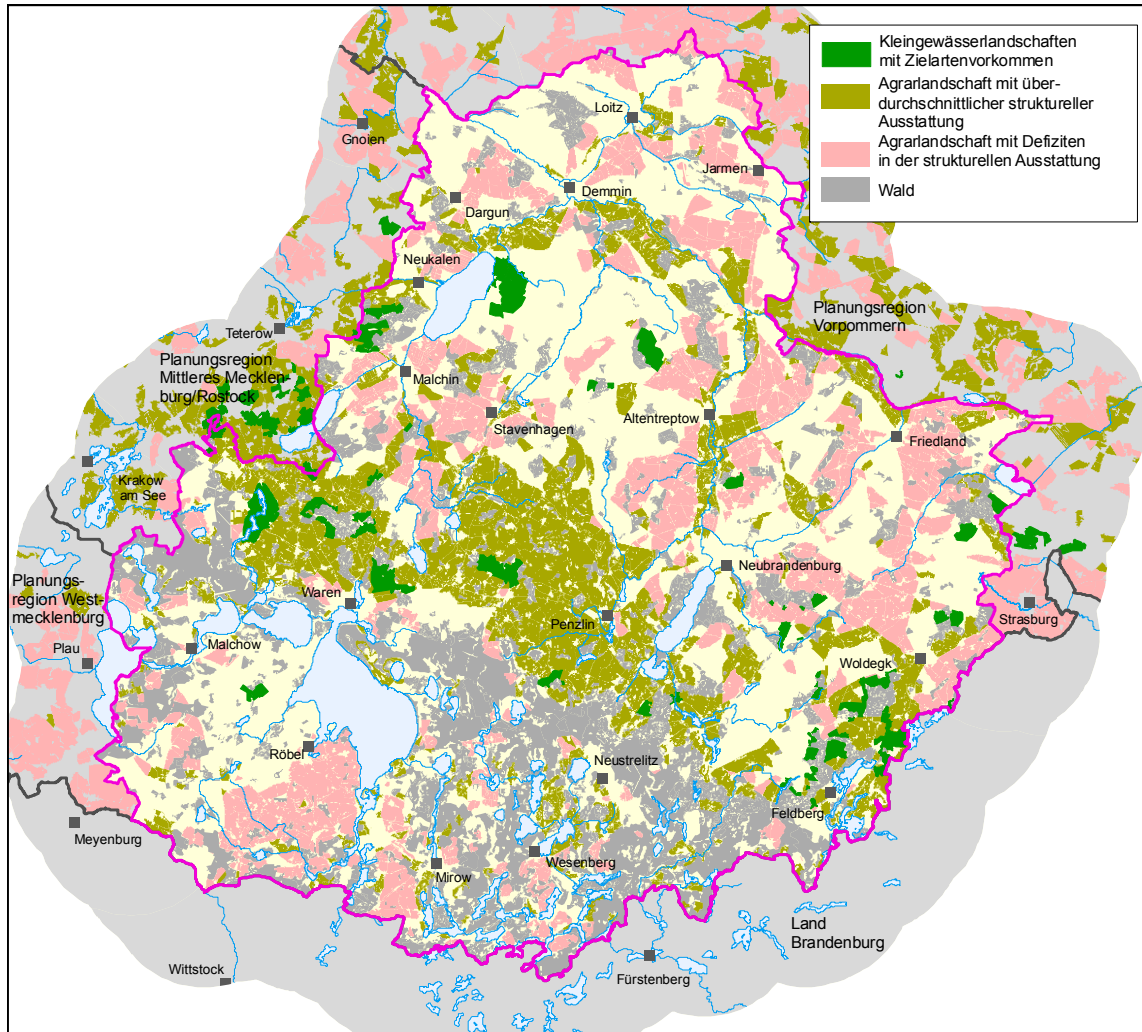 Kleingewässerlandschaften
mit Zielartenvorkommen
Agrarlandschaft mit über-
durchschnittlicher struktureller
Ausstattung
Agrarlandschaft mit Defiziten
in der strukturellen Ausstattung
Wald
Loitz
Gnoien
Jarmen
Demmin
Dargun
Neukalen
Planungsregion
Vorpommern
Teterow
Planungsregion
Mittleres Mecklen-
burg/Rostock
Malchin
Stavenhagen
Altentreptow
Friedland
Krakow
am See
Neubrandenburg
Planungs-
region West-
mecklenburg
Waren
Penzlin
Strasburg
Malchow
Plau
Woldegk
Röbel
Neustrelitz
Feldberg
Meyenburg
Wesenberg
Mirow
Land
Brandenburg
Wittstock
Fürstenberg